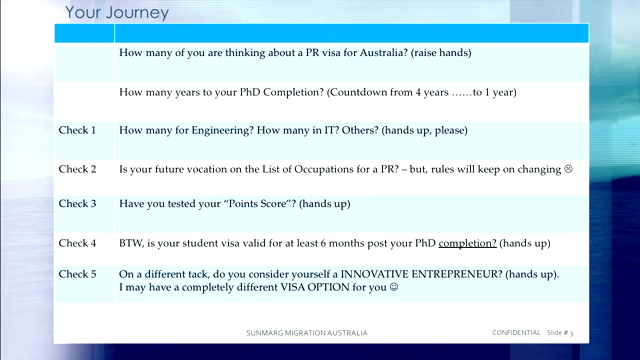 Your Journey
How many of you are thinking about a PR visa for Australia? (raise hands)
How many years to your PhD Completion? (Countdown from 4 years ……to 1 year)
Check 1 How many for Engineering? How many in IT? Others? (hands up, please)
Check 2 Is your future vocation on the List of Occupations for a PR? – but, rules will keep on changing ☹
Check 3 Have you tested your “Points Score”? (hands up)
Check 4 BTW, is your student visa valid for at least 6 months post your PhD completion? (hands up)
Check 5 On a different tack, do you consider yourself a INNOVATIVE ENTREPRENEUR? (hands up).
I may have a completely different VISA OPTION for you ☺
SUNMARG MIGRATION AUSTRALIA CONFIDENTIAL Slide # 3